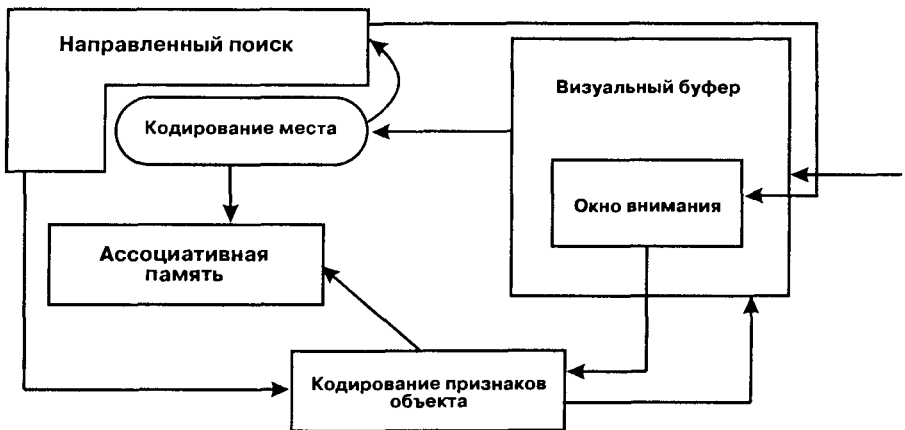 Направленный поиск
Визуальный буфер
Кодирование места
Окно внимания
Ассоциативная
память
Кодирование признаков
объекта